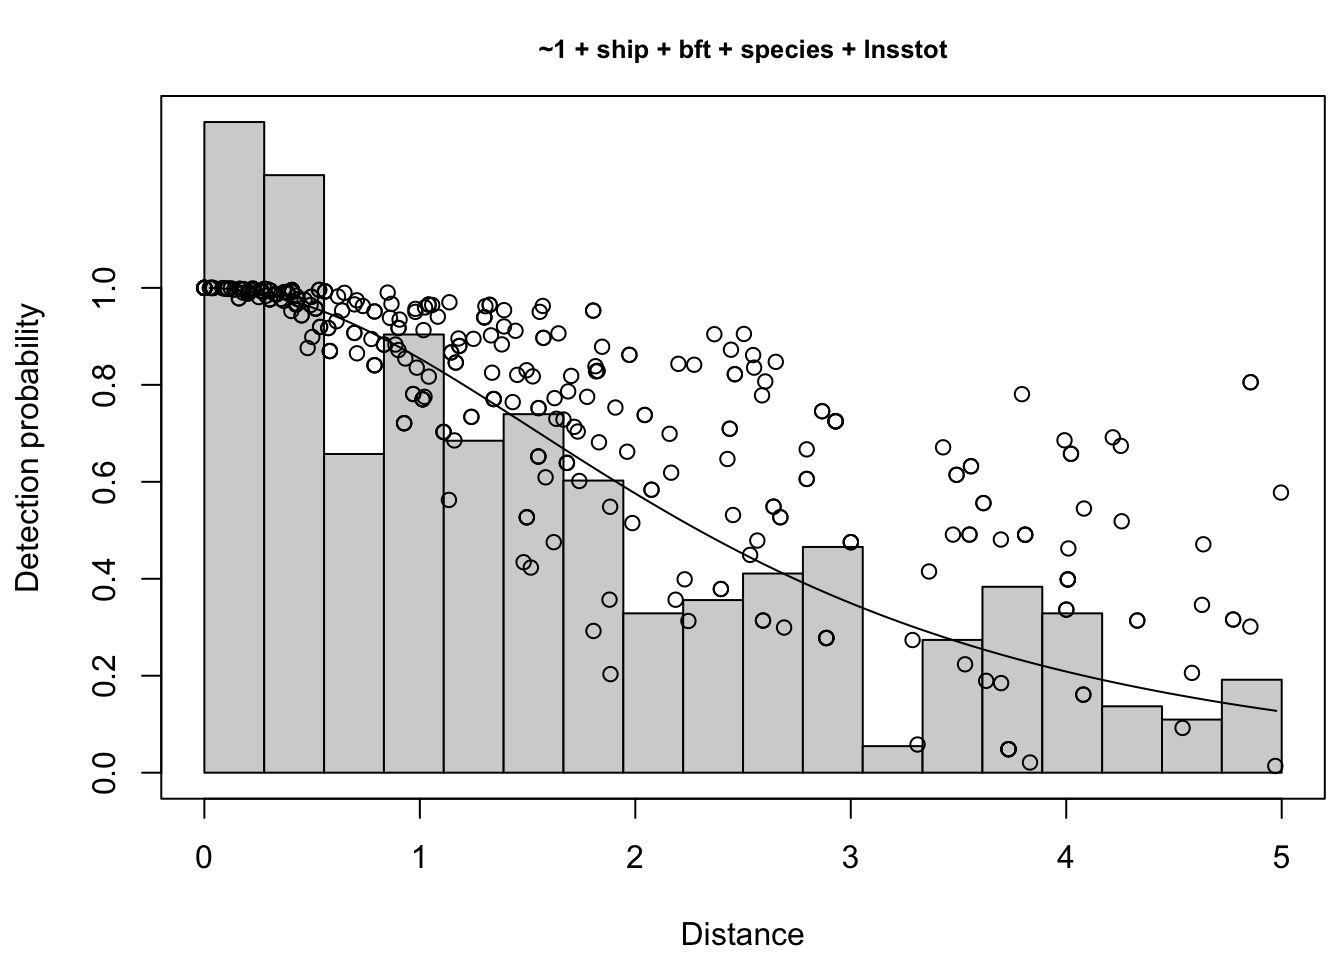 ~1 + ship + bft + species + lnsstot
Detection probability
1.0
0.8
0.6
0.4
0.2
0.0
0 1 2 3 4 5
Distance